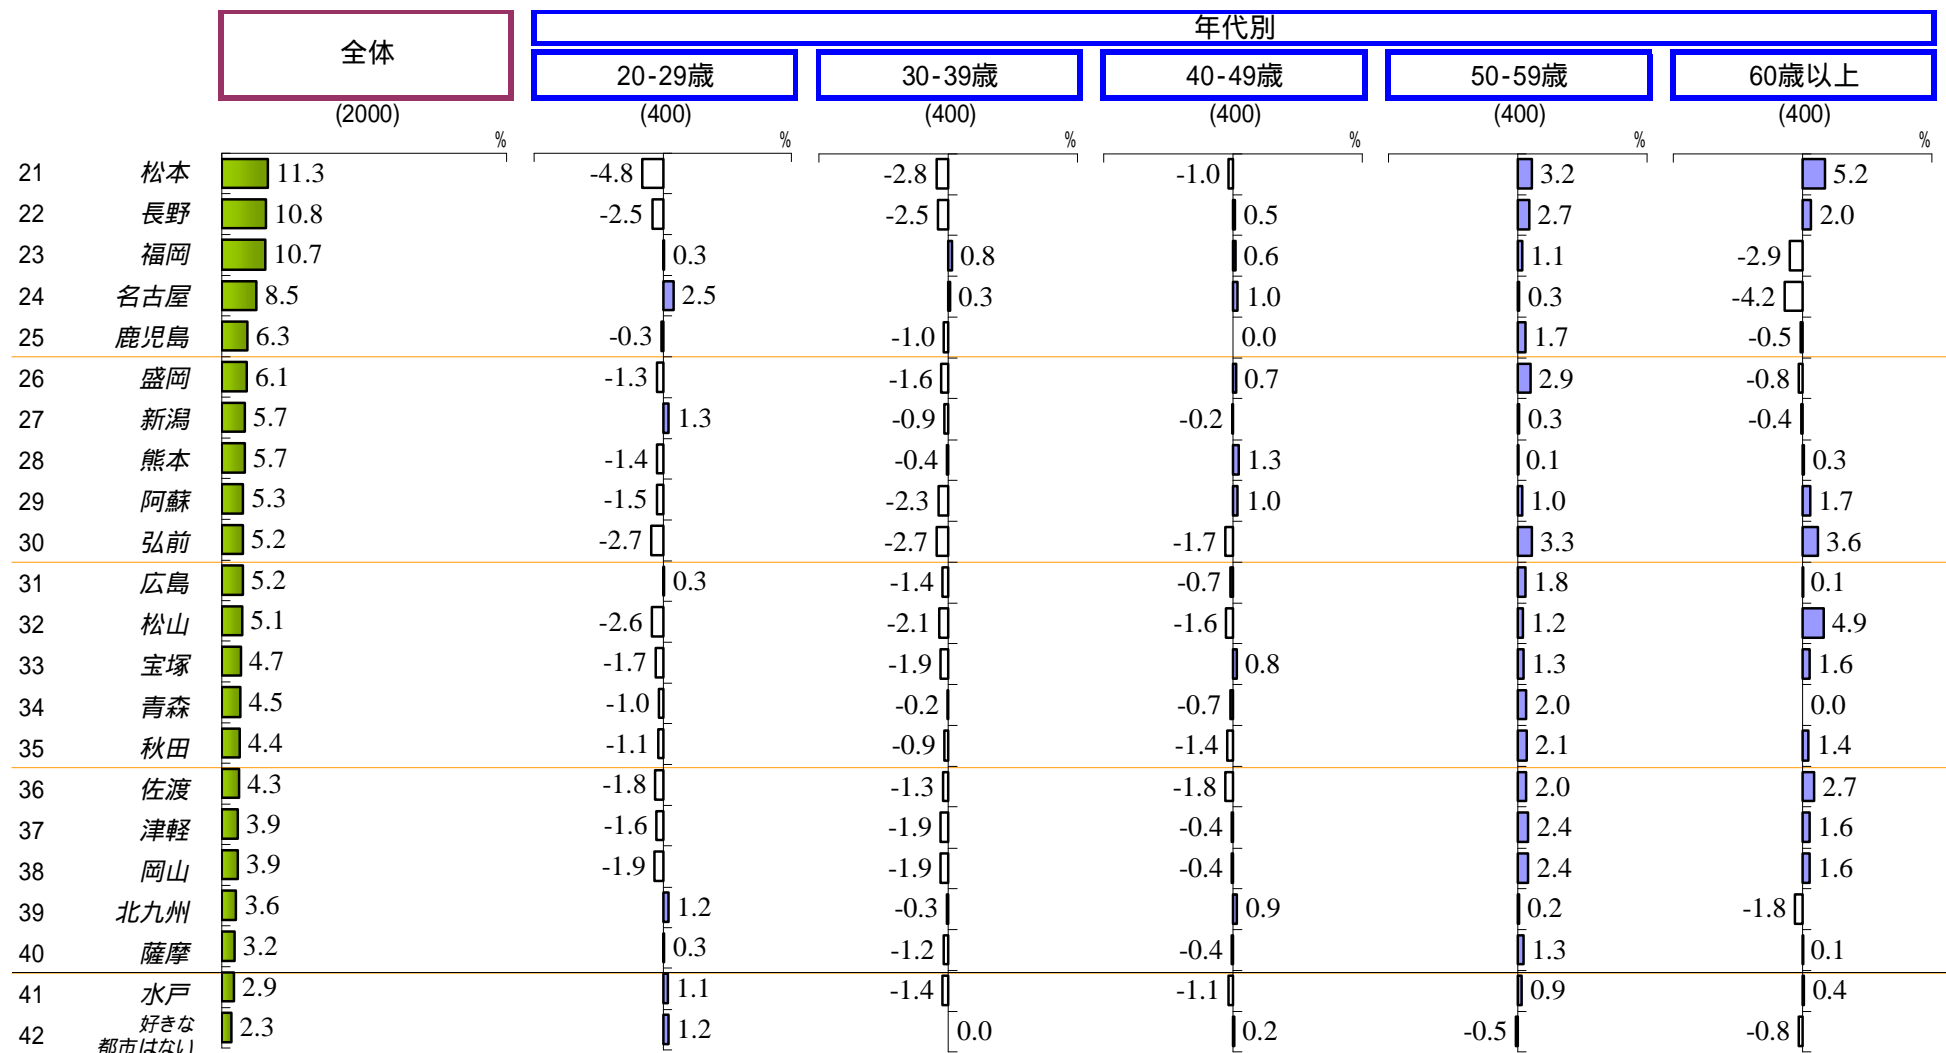 年代別
全体
20-29歳 30-39歳 40-49歳 50-59歳 60歳以上
(2000) (400) (400) (400) (400) (400)
% % % % % %
21 松本 11.3 -4.8 -2.8 -1.0 3.2 5.2
22 長野 10.8 -2.5 -2.5 0.5 2.7 2.0
23 福岡 10.7 0.3 0.8 0.6 1.1 -2.9
24 名古屋 8.5 2.5 0.3 1.0 0.3 -4.2
25 鹿児島 6.3 -0.3 -1.0 0.0 1.7 -0.5
26 盛岡 6.1 -1.3 -1.6 0.7 2.9 -0.8
27 新潟 5.7 1.3 -0.9 -0.2 0.3 -0.4
28 熊本 5.7 -1.4 -0.4 1.3 0.1 0.3
29 阿蘇 5.3 -1.5 -2.3 1.0 1.0 1.7
30 弘前 5.2 -2.7 -2.7 -1.7 3.3 3.6
31 広島 5.2 0.3 -1.4 -0.7 1.8 0.1
32 松山 5.1 -2.6 -2.1 -1.6 1.2 4.9
33 宝塚 4.7 -1.7 -1.9 0.8 1.3 1.6
34 青森 4.5 -1.0 -0.2 -0.7 2.0 0.0
35 秋田 4.4 -1.1 -0.9 -1.4 2.1 1.4
36 佐渡 4.3 -1.8 -1.3 -1.8 2.0 2.7
37 津軽 3.9 -1.6 -1.9 -0.4 2.4 1.6
38 岡山 3.9 -1.9 -1.9 -0.4 2.4 1.6
39 北九州 3.6 1.2 -0.3 0.9 0.2 -1.8
40 薩摩 3.2 0.3 -1.2 -0.4 1.3 0.1
41 水戸 2.9 1.1 -1.4 -1.1 0.9 0.4
42 好きな 2.3 1.2 0.0 0.2 -0.5 -0.8
都市はない